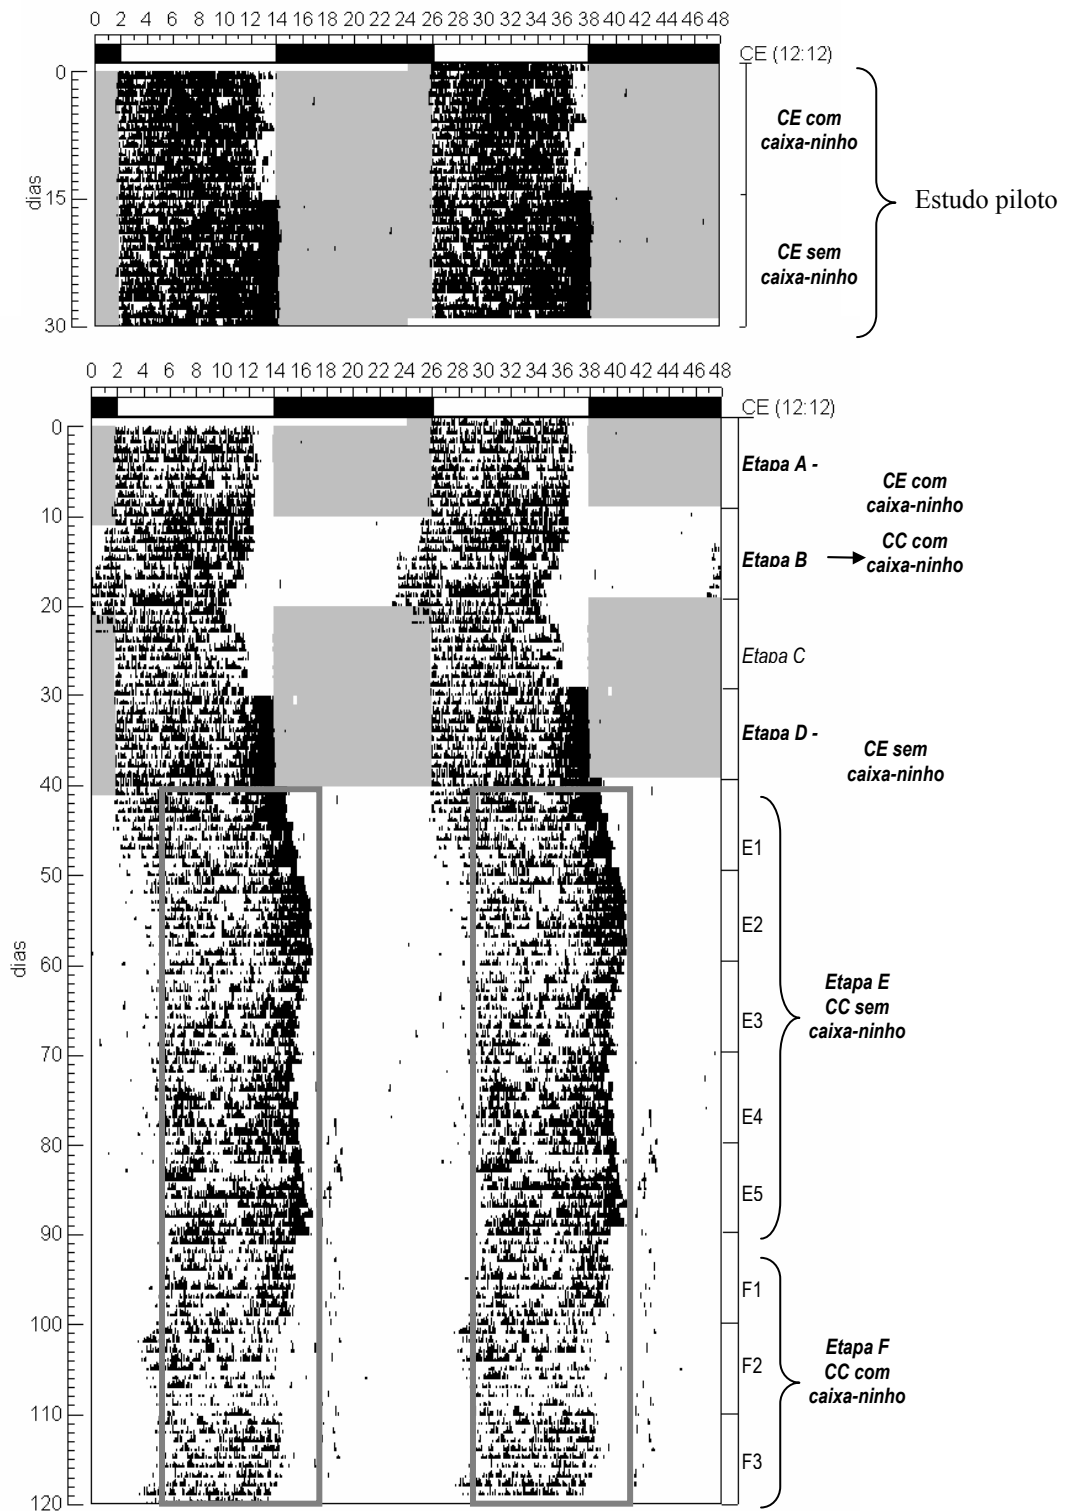 0 2 4 6 8 10 12 14 16 18 20 22 24 26 28 30 32 34 36 38 40 42 44 46 48
CE (12:12)
0
15
30
dias
CE com
caixa-ninho
CE sem
caixa-ninho
Estudo piloto
0 2 4 6 8 10 12 14 16 18 20 22 24 26 28 30 32 34 36 38 40 42 44 46 48
CE (12:12)
0
10
20
30
40
50
60
70
80
90
100
110
120
dias
Etapa A -
CE com
caixa-ninho
Etapa B
CC com
caixa-ninho
Etapa C
Etapa D -
CE sem
caixa-ninho
E1
E2
E3
E4
E5
Etapa E
CC sem
caixa-ninho
F1
F2
F3
Etapa F
CC com
caixa-ninho